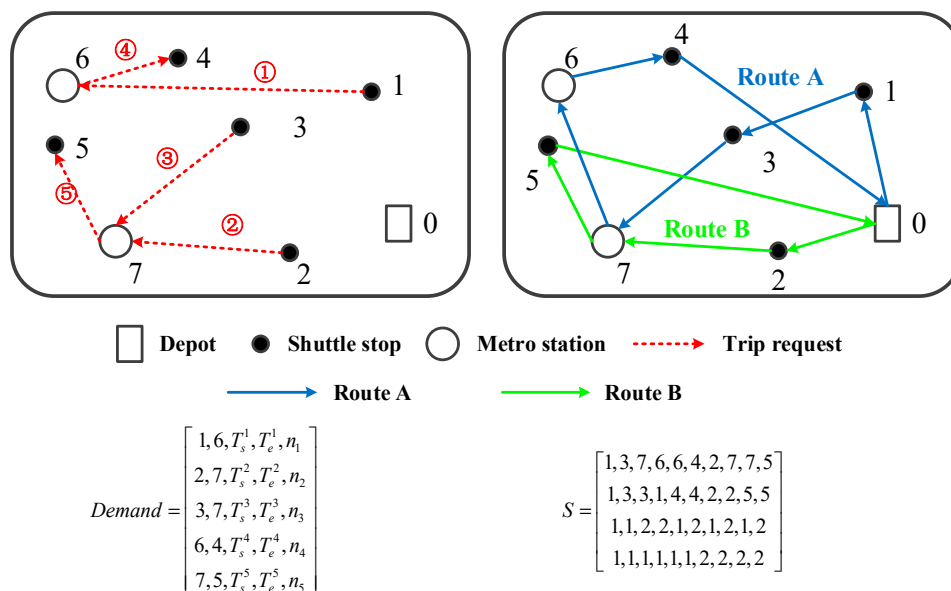 6 ④ 4
①
1
3
5 ③
⑤
②
0
7 2
4
6 Route A
1
3
5
Route B
0
7 2
Depot Shuttle stop Metro station Trip request
Route A Route B
1,6,T_s^1,T_e^1,n_1
2,7,T_s^2,T_e^2,n_2
Demand = 3,7,T_s^3,T_e^3,n_3
6,4,T_s^4,T_e^4,n_4
7,5,T_s^5,T_e^5,n_5
1,3,7,6,6,4,2,7,7,5
S = 1,3,3,1,4,4,2,2,5,5
1,1,2,2,1,2,1,2,1,2
1,1,1,1,1,1,2,2,2,2